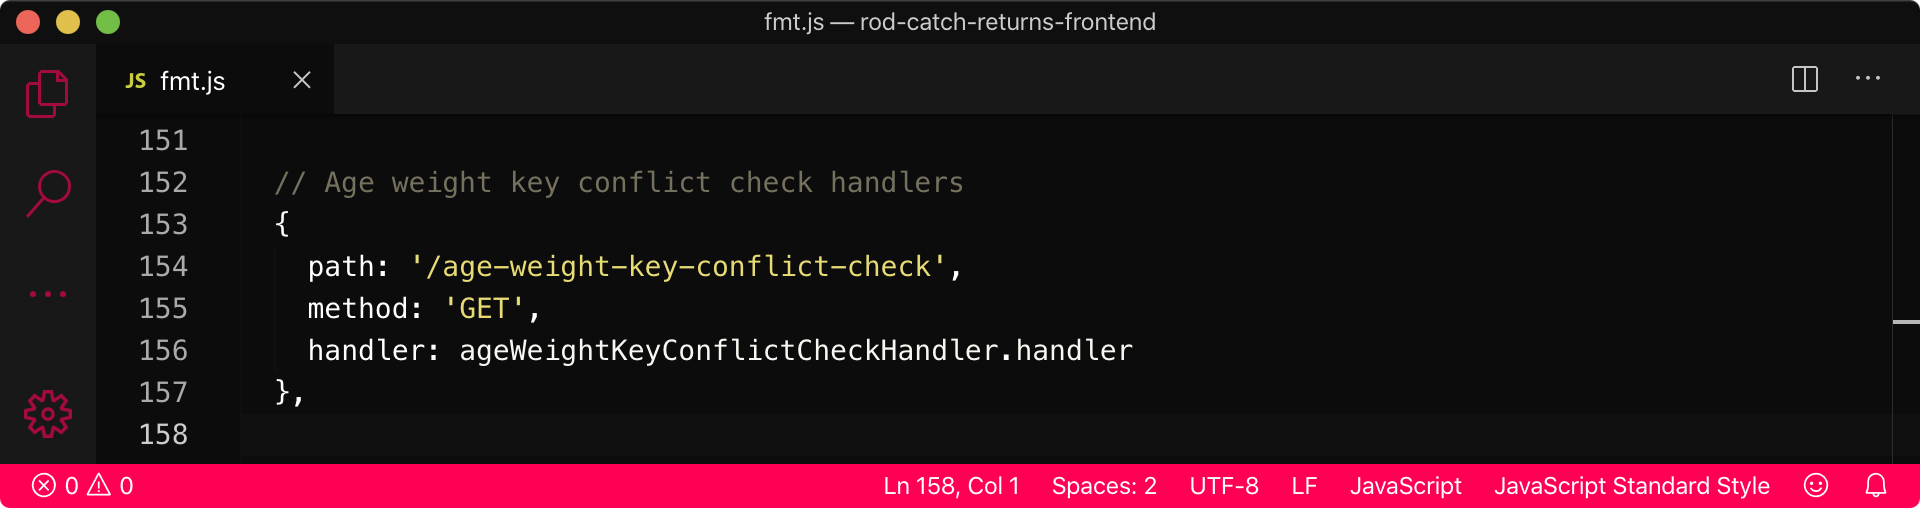 fmt.js — rod-catch-returns-frontend
JS fmt.js
151
152 // Age weight key conflict check handlers
153 {
154 path: '/age-weight-key-conflict-check',
155 method: 'GET',
156 handler: ageWeightKeyConflictCheckHandler.handler
157 },
158
0 0 Ln 158, Col 1 Spaces: 2 UTF-8 LF JavaScript JavaScript Standard Style